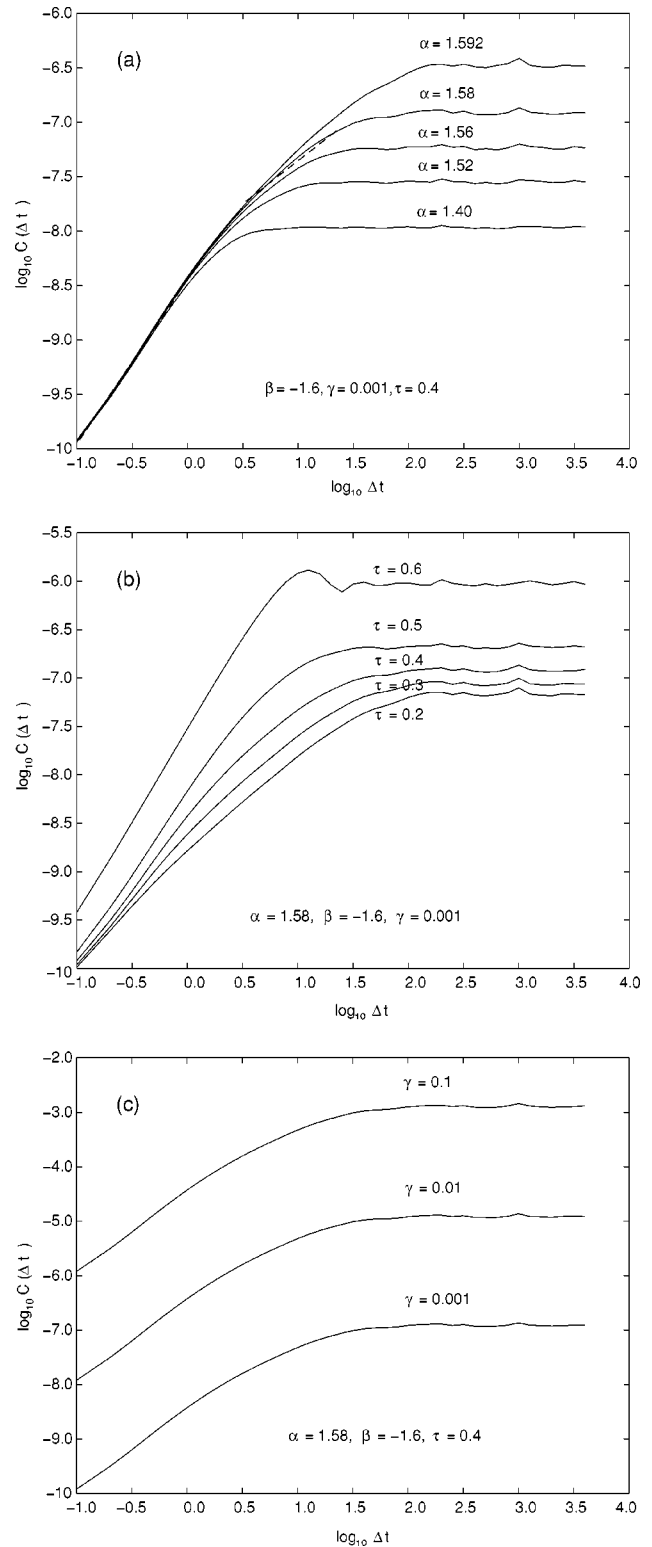 (a)
α = 1.592
α = 1.58
α = 1.56
α = 1.52
α = 1.40
β = −1.6, γ = 0.001, τ = 0.4
−6.0
−6.5
−7.0
−7.5
−8.0
−8.5
−9.0
−9.5
−10
log₁₀ C (Δ t )
−1.0 −0.5 0.0 0.5 1.0 1.5 2.0 2.5 3.0 3.5 4.0
log₁₀ Δ t
(b)
τ = 0.6
τ = 0.5
τ = 0.4
τ = 0.3
τ = 0.2
α = 1.58, β = −1.6, γ = 0.001
−5.5
−6.0
−6.5
−7.0
−7.5
−8.0
−8.5
−9.0
−9.5
−10
log₁₀ C (Δ t )
−1.0 −0.5 0.0 0.5 1.0 1.5 2.0 2.5 3.0 3.5 4.0
log₁₀ Δ t
(c)
γ = 0.1
γ = 0.01
γ = 0.001
α = 1.58, β = −1.6, τ = 0.4
−2.0
−3.0
−4.0
−5.0
−6.0
−7.0
−8.0
−9.0
−10
log₁₀ C (Δ t )
−1.0 −0.5 0.0 0.5 1.0 1.5 2.0 2.5 3.0 3.5 4.0
log₁₀ Δ t